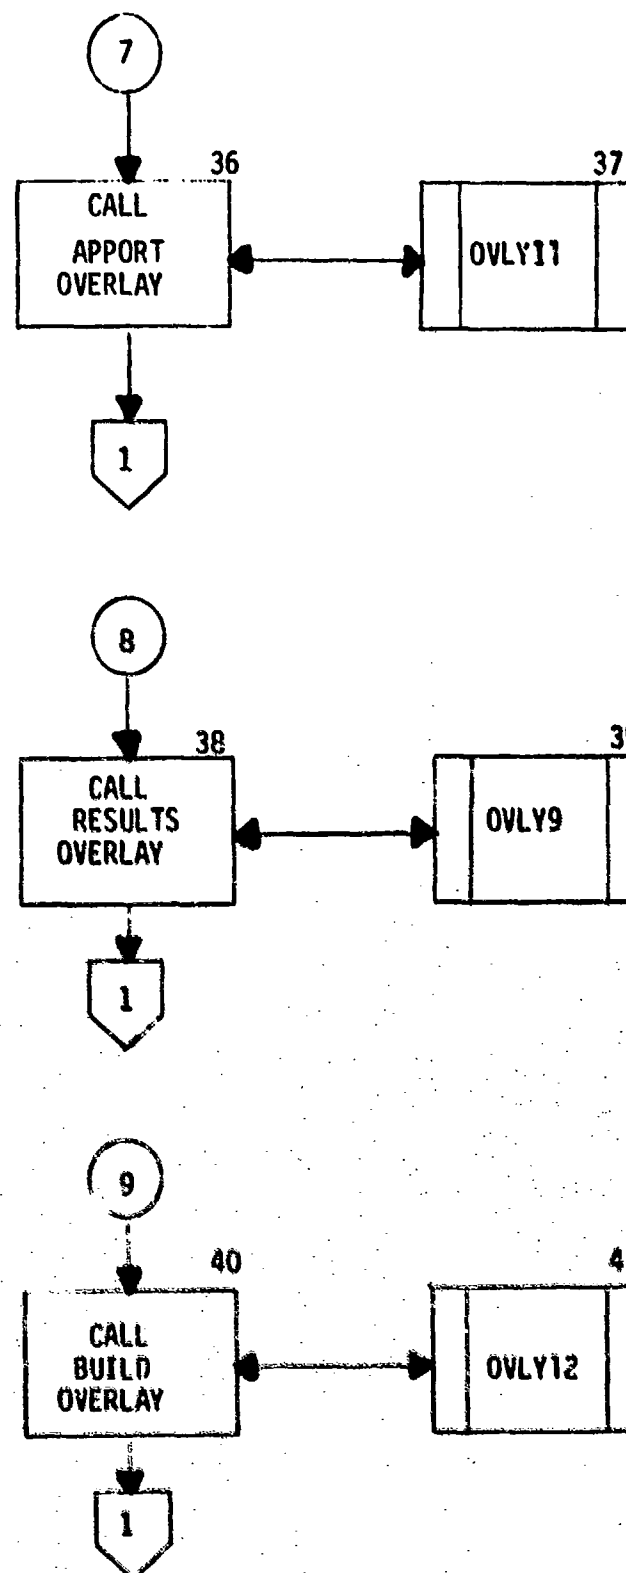 7
36
37
CALL
APPORT
OVERLAY
OVLY11
1
8
38
CALL
RESULTS
OVERLAY
OVLY9
1
9
40
CALL
BUILD
OVERLAY
OVLY12
1